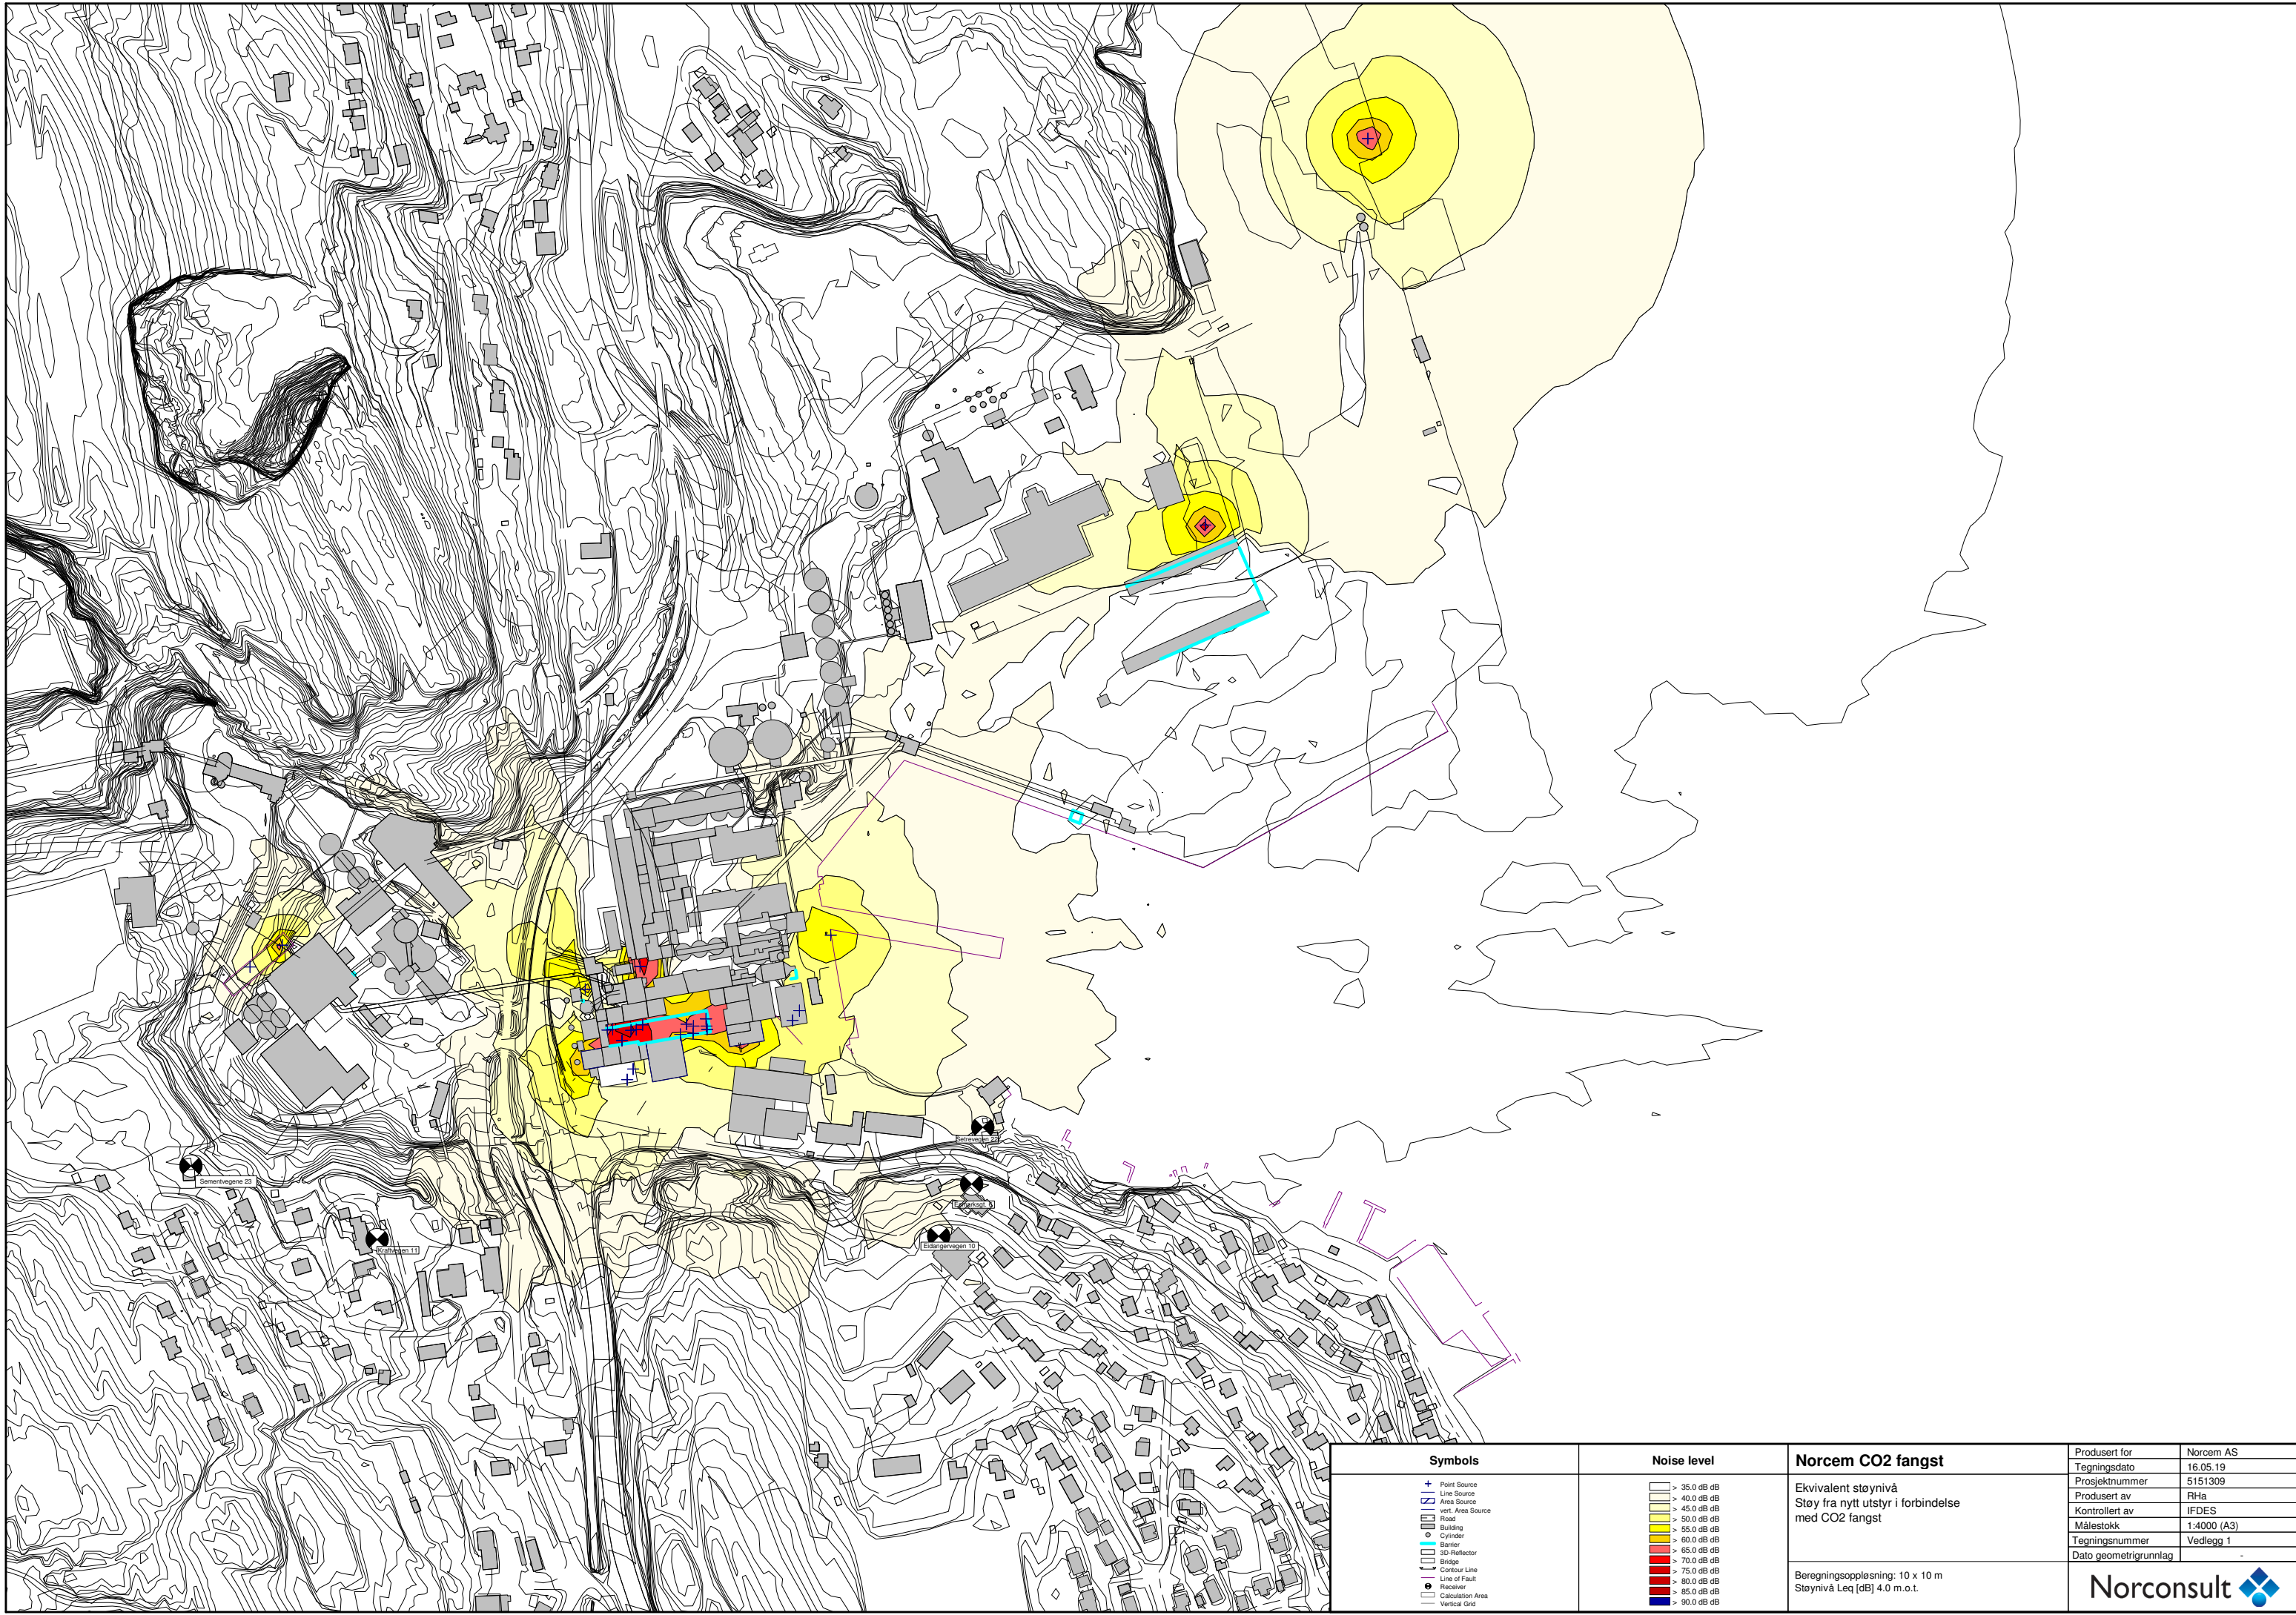 Sementvegene 23
Kraftvegen 11
Setrevegen 22
Eidangervegen 10
Symbols
Point Source
Line Source
Area Source
vert. Area Source
Road
Building
Cylinder
Barrier
3D-Reflector
Bridge
Contour Line
Line of Fault
Receiver
Calculation Area
Vertical Grid
Noise level
> 35.0 dB dB
> 40.0 dB dB
> 45.0 dB dB
> 50.0 dB dB
> 55.0 dB dB
> 60.0 dB dB
> 65.0 dB dB
> 70.0 dB dB
> 75.0 dB dB
> 80.0 dB dB
> 85.0 dB dB
> 90.0 dB dB
Norcem CO2 fangst
Ekvivalent støynivå
Støy fra nytt utstyr i forbindelse
med CO2 fangst
Beregningsoppløsning: 10 x 10 m
Støynivå Leq [dB] 4.0 m.o.t.
Produsert for Norcem AS
Tegningsdato 16.05.19
Prosjektnummer 5151309
Produsert av RHa
Kontrollert av IFDES
Målestokk 1:4000 (A3)
Tegningsnummer Vedlegg 1
Dato geometrigrunnlag -
Norconsult